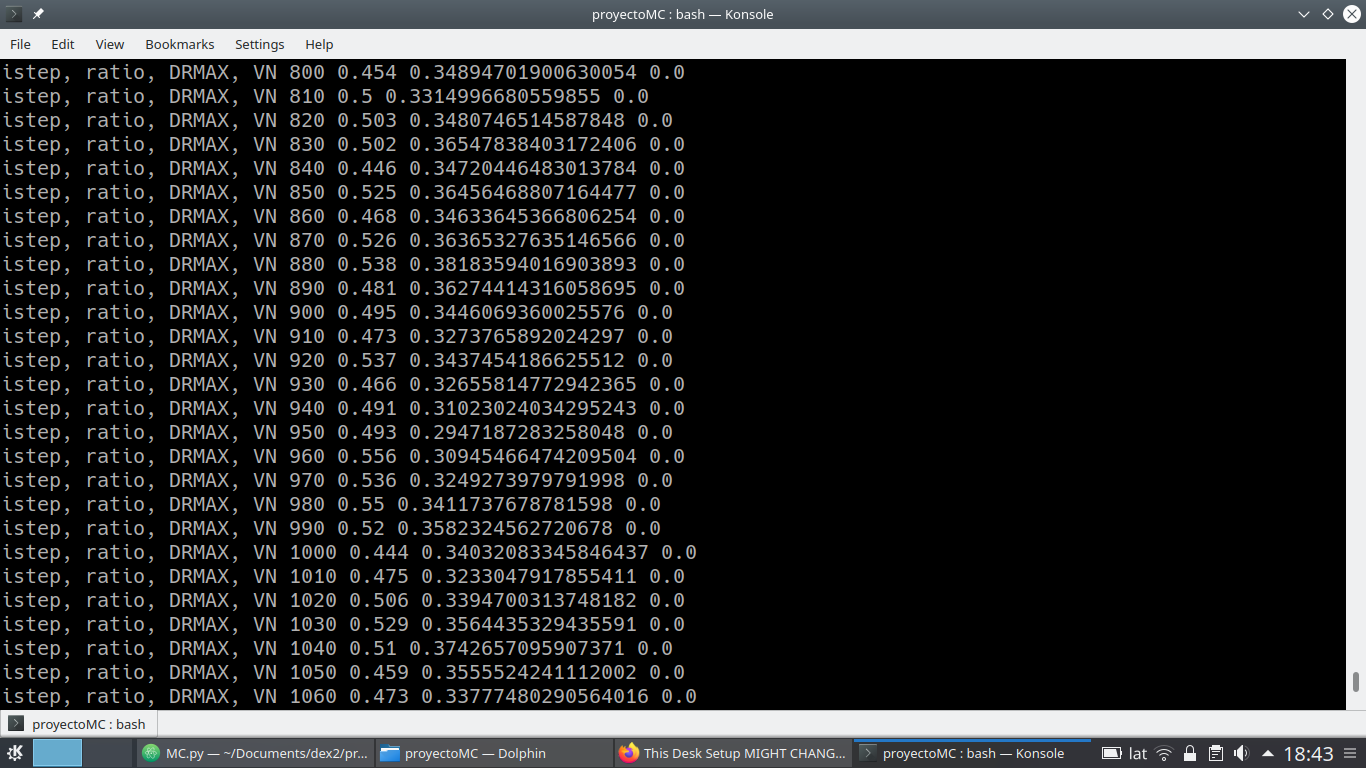 proyectoMC : bash — Konsole
File Edit View Bookmarks Settings Help
istep, ratio, DRMAX, VN 800 0.454 0.34894701900630054 0.0
istep, ratio, DRMAX, VN 810 0.5 0.3314996680559855 0.0
istep, ratio, DRMAX, VN 820 0.503 0.3480746514587848 0.0
istep, ratio, DRMAX, VN 830 0.502 0.36547838403172406 0.0
istep, ratio, DRMAX, VN 840 0.446 0.34720446483013784 0.0
istep, ratio, DRMAX, VN 850 0.525 0.36456468807164477 0.0
istep, ratio, DRMAX, VN 860 0.468 0.34633645366806254 0.0
istep, ratio, DRMAX, VN 870 0.526 0.36365327635146566 0.0
istep, ratio, DRMAX, VN 880 0.538 0.38183594016903893 0.0
istep, ratio, DRMAX, VN 890 0.481 0.36274414316058695 0.0
istep, ratio, DRMAX, VN 900 0.495 0.3446069360025576 0.0
istep, ratio, DRMAX, VN 910 0.473 0.3273765892024297 0.0
istep, ratio, DRMAX, VN 920 0.537 0.3437454186625512 0.0
istep, ratio, DRMAX, VN 930 0.466 0.32655814772942365 0.0
istep, ratio, DRMAX, VN 940 0.491 0.31023024034295243 0.0
istep, ratio, DRMAX, VN 950 0.493 0.2947187283258048 0.0
istep, ratio, DRMAX, VN 960 0.556 0.30945466474209504 0.0
istep, ratio, DRMAX, VN 970 0.536 0.32492739797​91998 0.0
istep, ratio, DRMAX, VN 980 0.55 0.3411737678781598 0.0
istep, ratio, DRMAX, VN 990 0.52 0.3582324562720678 0.0
istep, ratio, DRMAX, VN 1000 0.444 0.34032083345846437 0.0
istep, ratio, DRMAX, VN 1010 0.475 0.3233047917855411 0.0
istep, ratio, DRMAX, VN 1020 0.506 0.3394700313748182 0.0
istep, ratio, DRMAX, VN 1030 0.529 0.3564435329435591 0.0
istep, ratio, DRMAX, VN 1040 0.51 0.3742657095907371 0.0
istep, ratio, DRMAX, VN 1050 0.459 0.3555524241112002 0.0
istep, ratio, DRMAX, VN 1060 0.473 0.33777480290564016 0.0
proyectoMC : bash
MC.py — ~/Documents/dex2/pr... proyectoMC — Dolphin This Desk Setup MIGHT CHANG... proyectoMC : bash — Konsole lat 18:43